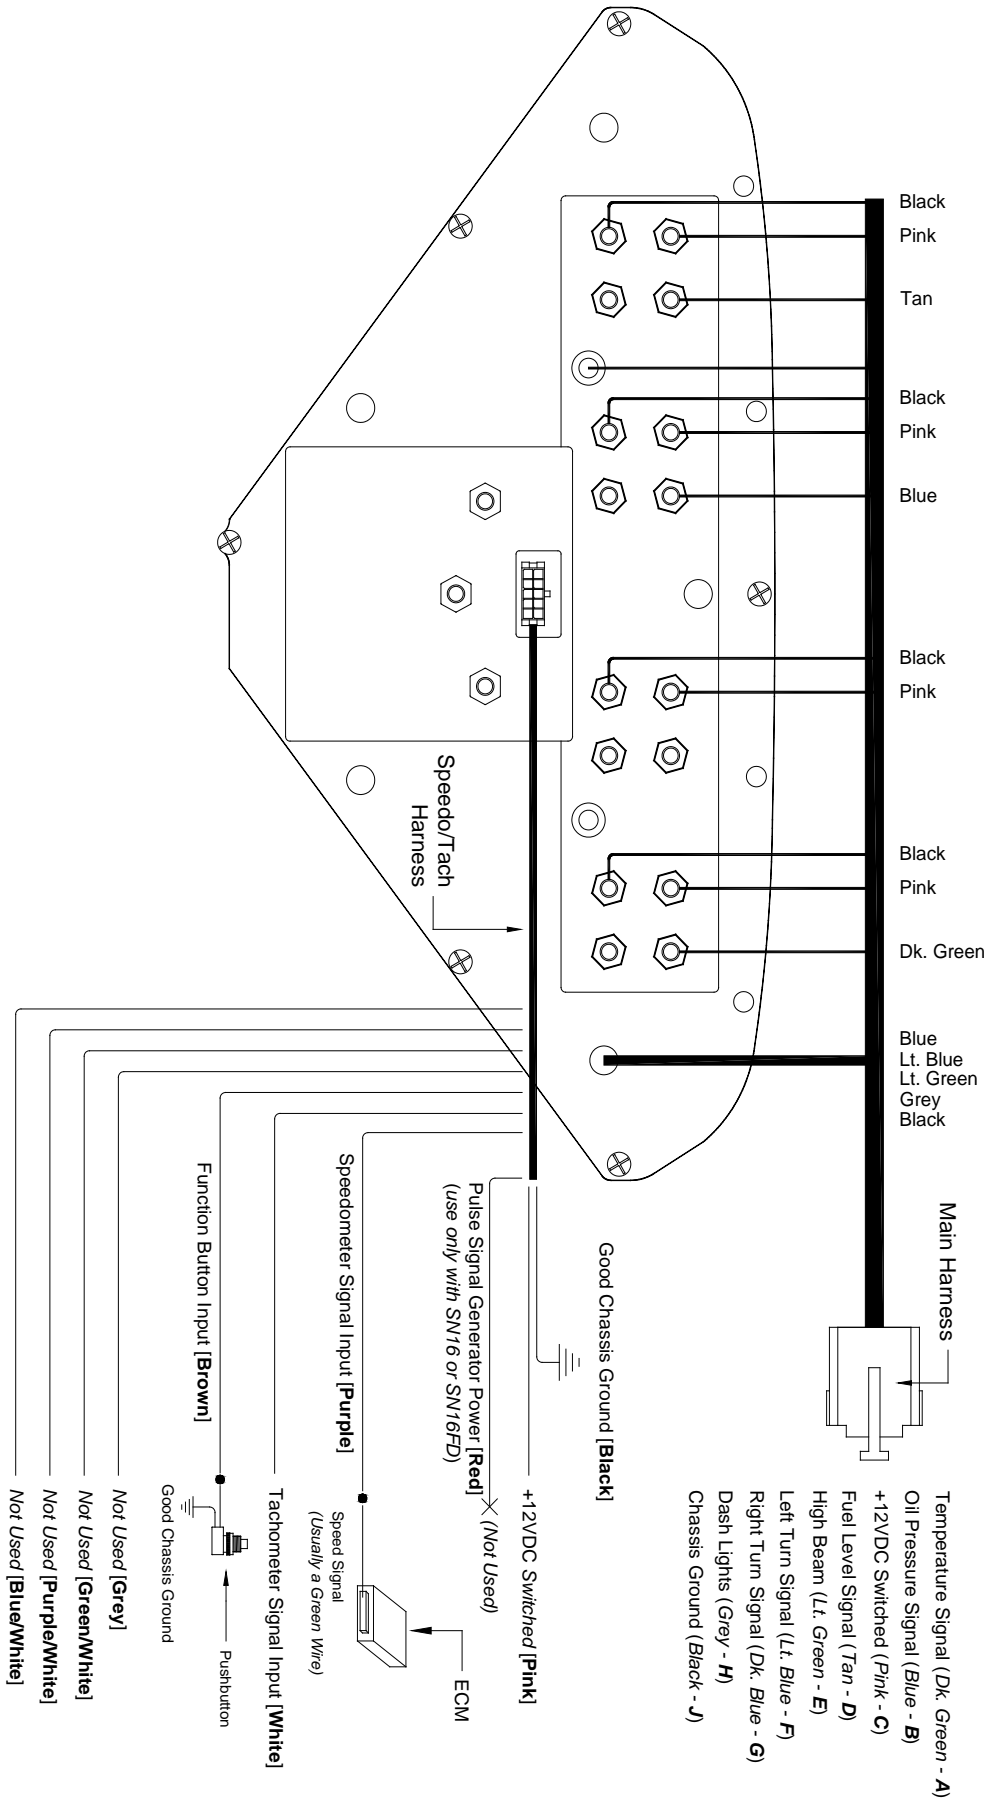 Black
Pink
Tan
Black
Pink
Blue
Black
Pink
Black
Pink
Dk. Green
Blue
Lt. Blue
Lt. Green
Grey
Black
Main Harness
Temperature Signal (Dk. Green - A)
Oil Pressure Signal (Blue - B)
+12VDC Switched (Pink - C)
Fuel Level Signal (Tan - D)
High Beam (Lt. Green - E)
Left Turn Signal (Lt. Blue - F)
Right Turn Signal (Dk. Blue - G)
Dash Lights (Grey - H)
Chassis Ground (Black - J)
Speedo/Tach
Harness
Good Chassis Ground [Black]
+12VDC Switched [Pink]
Pulse Signal Generator Power [Red]
(use only with SN16 or SN16FD)
(Not Used)
Speedometer Signal Input [Purple]
Speed Signal
(Usually a Green Wire)
ECM
Tachometer Signal Input [White]
Function Button Input [Brown]
Good Chassis Ground
Pushbutton
Not Used [Grey]
Not Used [Green/White]
Not Used [Purple/White]
Not Used [Blue/White]